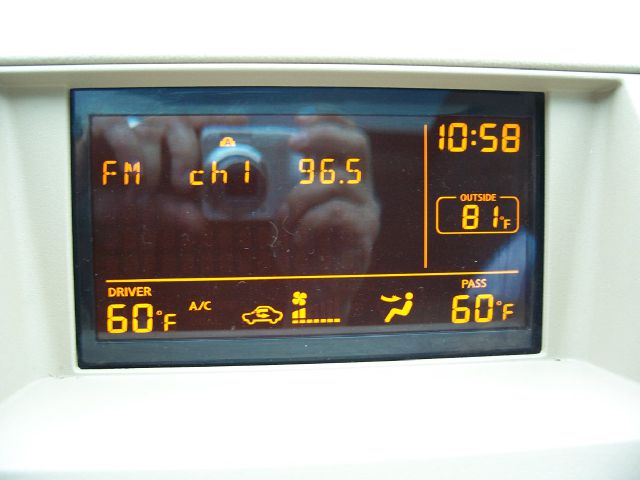 10:58
FM ch1 96.5
OUTSIDE
81°F
DRIVER
60°F A/C
PASS
60°F